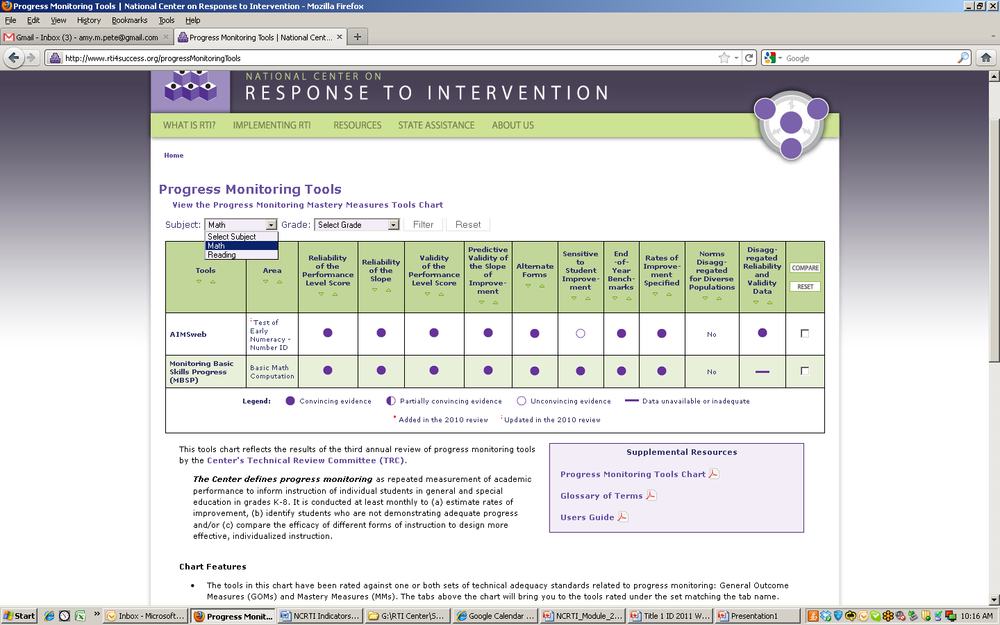 Progress Monitoring Tools | National Center on Response to Intervention - Mozilla Firefox
File Edit View History Bookmarks Tools Help
Gmail - Inbox (3) - amy.m.pete@gmail.com
Progress Monitoring Tools | National Cent...
http://www.rti4success.org/progressMonitoringTools
Google
NATIONAL CENTER ON
RESPONSE TO INTERVENTION
WHAT IS RTI? IMPLEMENTING RTI RESOURCES STATE ASSISTANCE ABOUT US
Home
Progress Monitoring Tools
View the Progress Monitoring Mastery Measures Tools Chart
Subject: Math Grade: Select Grade Filter Reset
Select Subject
Math
Reading
Tools
Area
Reliability
of the
Performance
Level Score
Reliability
of the
Slope
Validity
of the
Performance
Level Score
Predictive
Validity of
the Slope
of
Improve-
ment
Alternate
Forms
Sensitive
to
Student
Improve-
ment
End
-of-
Year
Bench-
marks
Rates of
Improve-
ment
Specified
Norms
Disagg-
regated
for Diverse
Populations
Disagg-
regated
Reliability
and
Validity
Data
COMPARE
RESET
AIMSweb
Test of
Early
Numeracy -
Number ID
No
Monitoring Basic
Skills Progress
(MBSP)
Basic Math
Computation
No
Legend: Convincing evidence Partially convincing evidence Unconvincing evidence Data unavailable or inadequate
Added in the 2010 review Updated in the 2010 review
This tools chart reflects the results of the third annual review of progress monitoring tools
by the Center's Technical Review Committee (TRC).
The Center defines progress monitoring as repeated measurement of academic
performance to inform instruction of individual students in general and special
education in grades K-8. It is conducted at least monthly to (a) estimate rates of
improvement, (b) identify students who are not demonstrating adequate progress
and/or (c) compare the efficacy of different forms of instruction to design more
effective, individualized instruction.
Supplemental Resources
Progress Monitoring Tools Chart
Glossary of Terms
Users Guide
Chart Features
• The tools in this chart have been rated against one or both sets of technical adequacy standards related to progress monitoring: General Outcome
Measures (GOMs) and Mastery Measures (MMs). The tabs above the chart will bring you to the tools rated under the set matching the tab name.
Start
Inbox - Microsoft...
Progress Monit...
NCRTI Indicators...
G:\RTI Center\S...
Google Calendar ...
NCRTI_Module_2...
Title 1 ID 2011 W...
Presentation1
10:16 AM